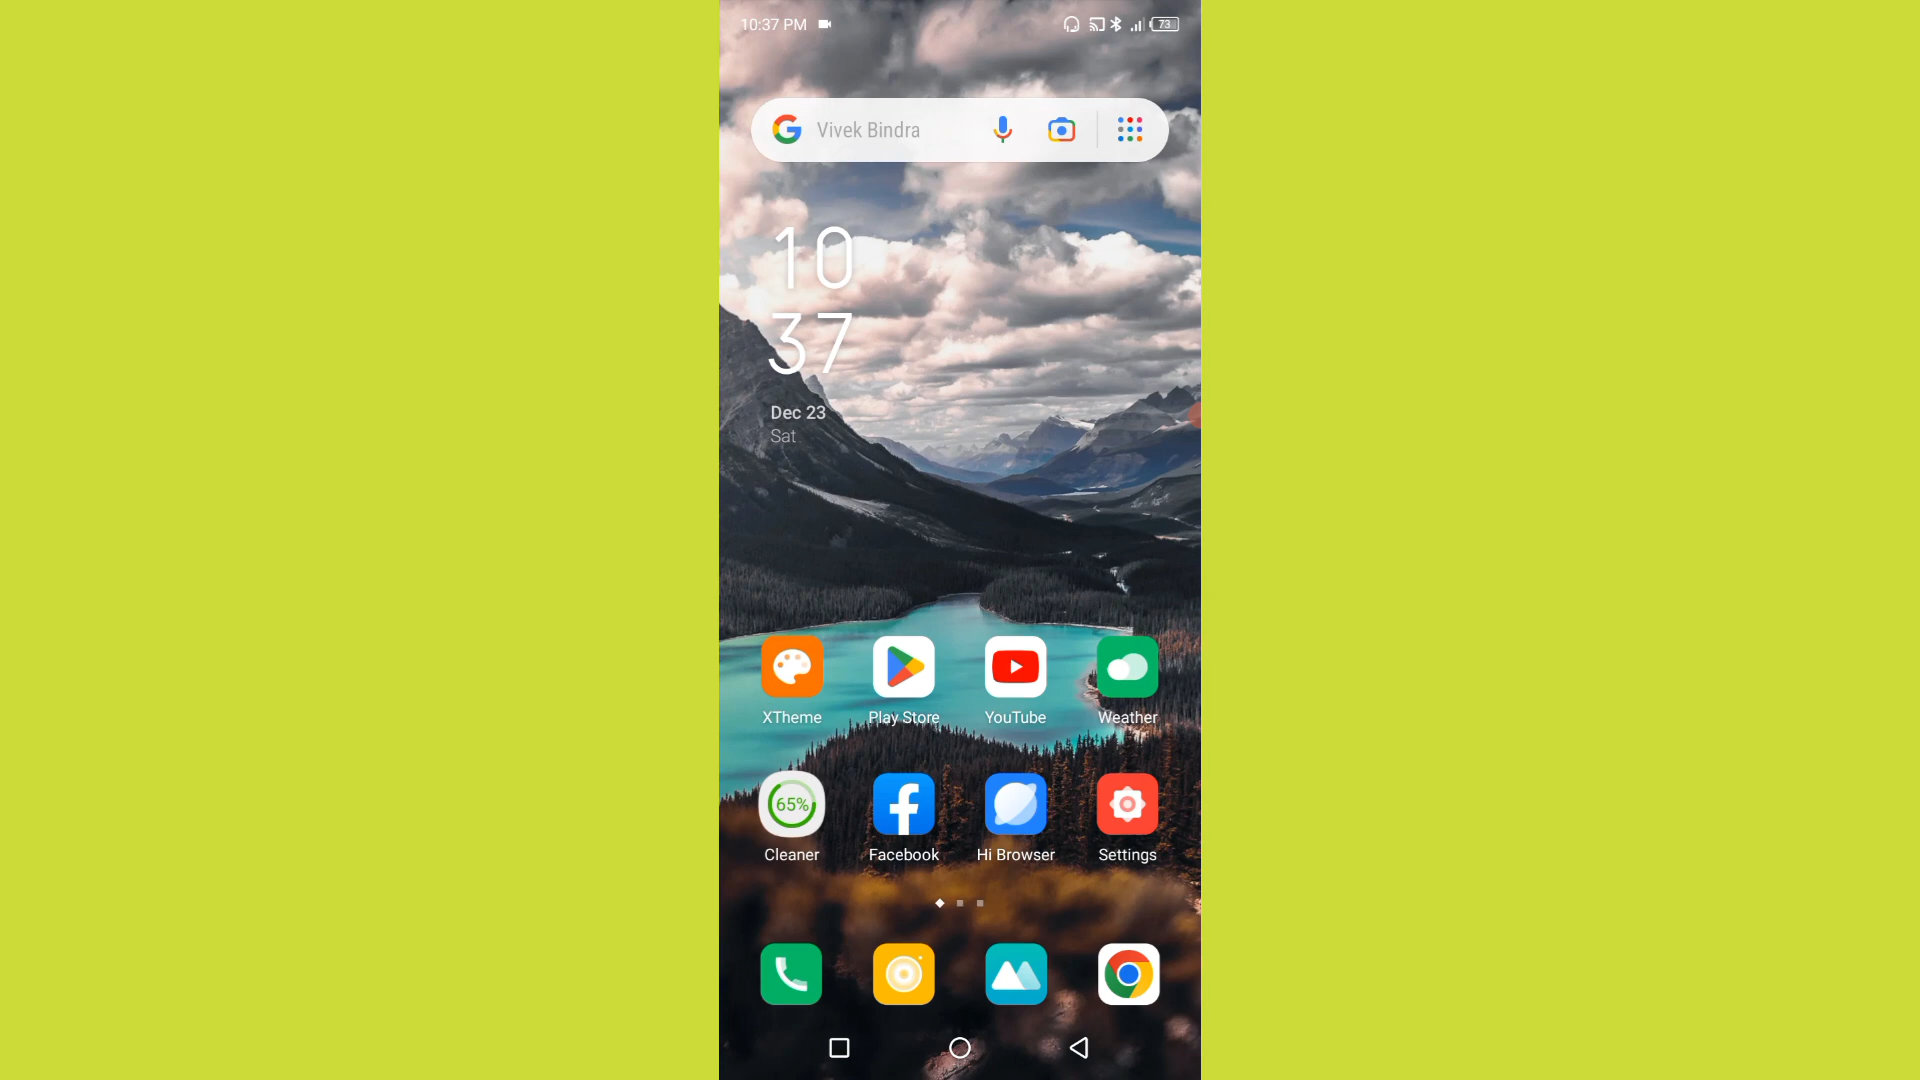 10:37 PM
73
Vivek Bindra
10
37
Dec 23
Sat
XTheme Play Store YouTube Weather
65%
Cleaner Facebook Hi Browser Settings